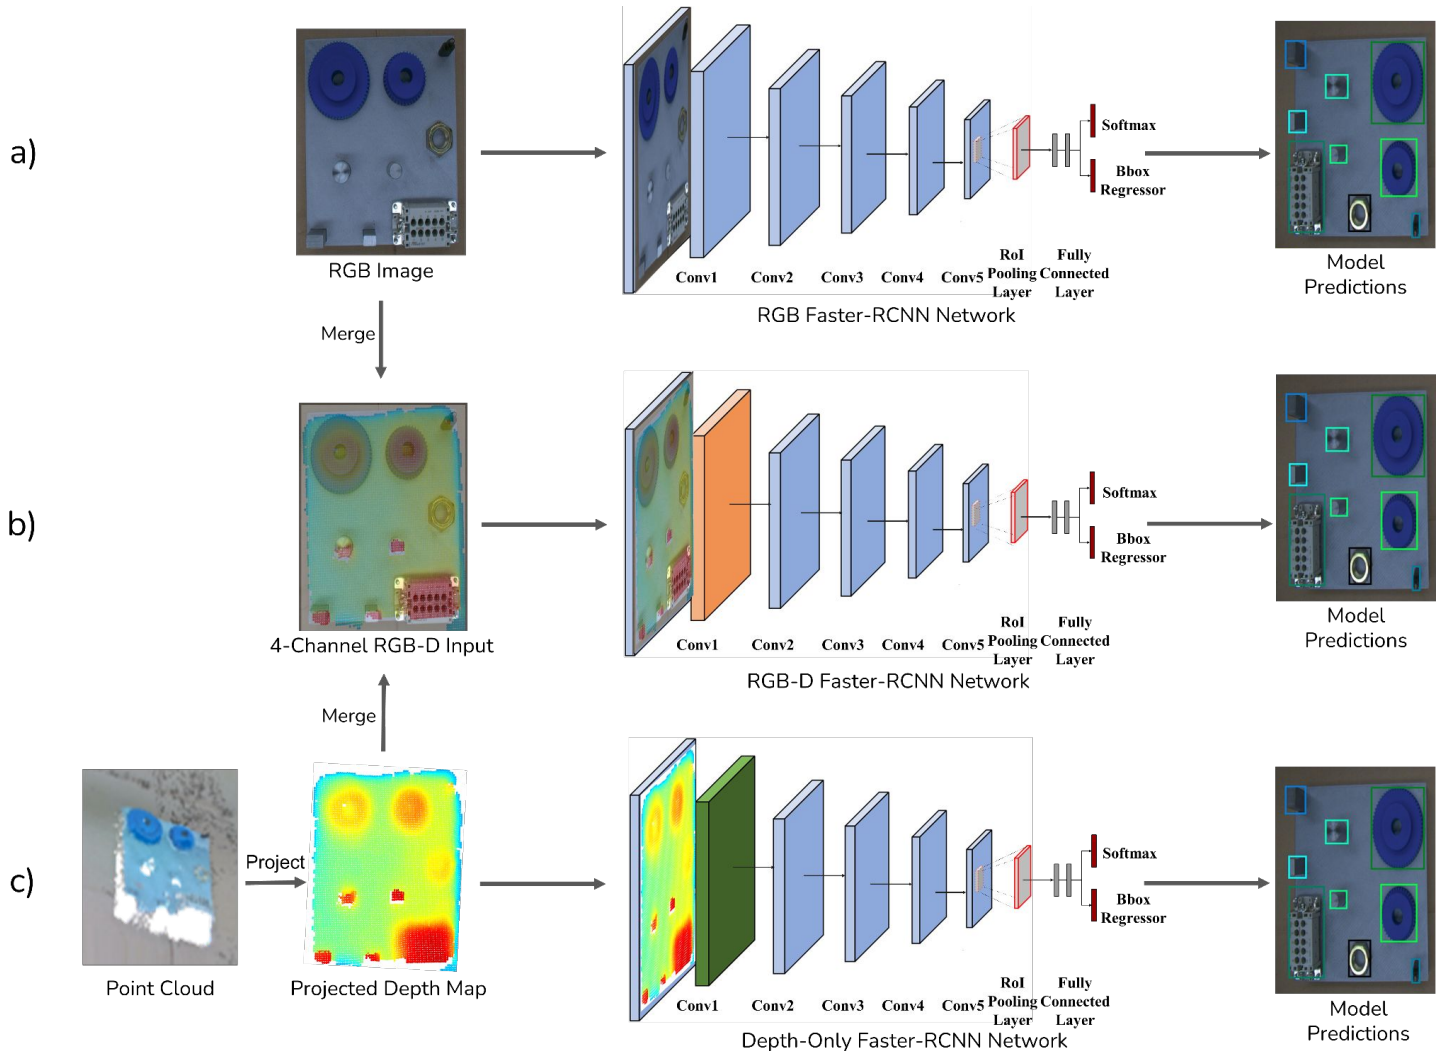 a)
RGB Image
Merge
Conv1 Conv2 Conv3 Conv4 Conv5
RoI
Pooling
Layer
Fully
Connected
Layer
Softmax
Bbox
Regressor
RGB Faster-RCNN Network
Model
Predictions
b)
4-Channel RGB-D Input
Merge
Conv1 Conv2 Conv3 Conv4 Conv5
RoI
Pooling
Layer
Fully
Connected
Layer
Softmax
Bbox
Regressor
RGB-D Faster-RCNN Network
Model
Predictions
c)
Point Cloud
Project
Projected Depth Map
Conv1 Conv2 Conv3 Conv4 Conv5
RoI
Pooling
Layer
Fully
Connected
Layer
Softmax
Bbox
Regressor
Depth-Only Faster-RCNN Network
Model
Predictions